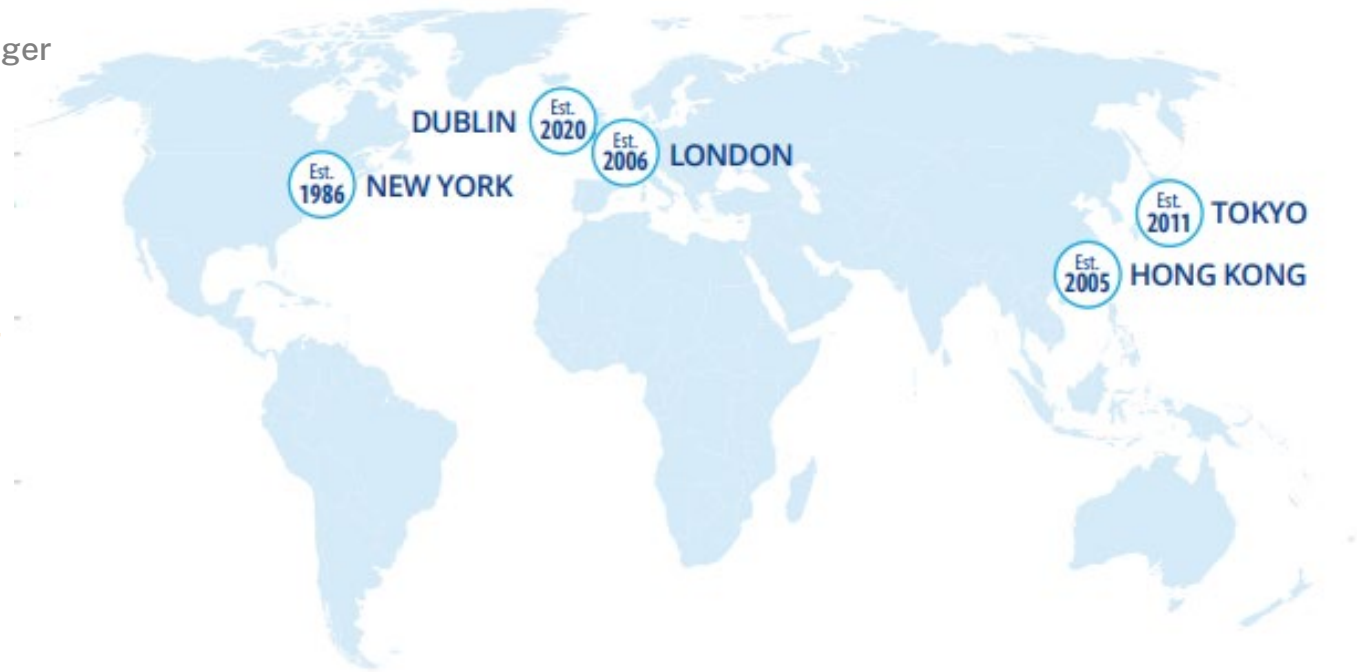 ger
Est.
2020
DUBLIN
Est.
2006
LONDON
Est.
1986
NEW YORK
Est.
2011
TOKYO
Est.
2005
HONG KONG